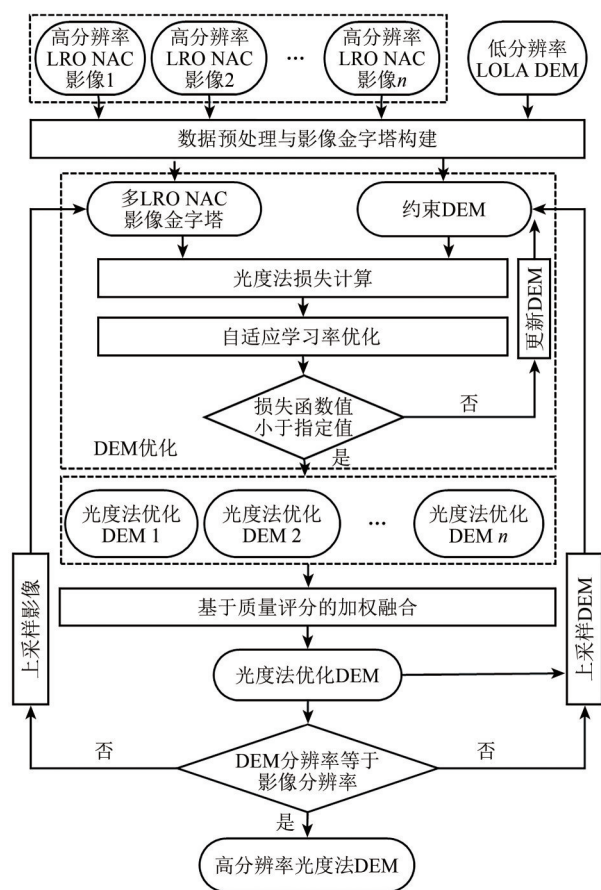 高分辨率
LRO NAC
影像1
高分辨率
LRO NAC
影像2
...
高分辨率
LRO NAC
影像n
低分辨率
LOLA DEM
数据预处理与影像金字塔构建
多LRO NAC
影像金字塔
约束DEM
光度法损失计算
自适应学习率优化
更新DEM
损失函数值
小于指定值
否
是
DEM优化
光度法优化
DEM 1
光度法优化
DEM 2
...
光度法优化
DEM n
基于质量评分的加权融合
上采样影像
上采样DEM
光度法优化DEM
DEM分辨率等于
影像分辨率
否
否
是
高分辨率光度法DEM